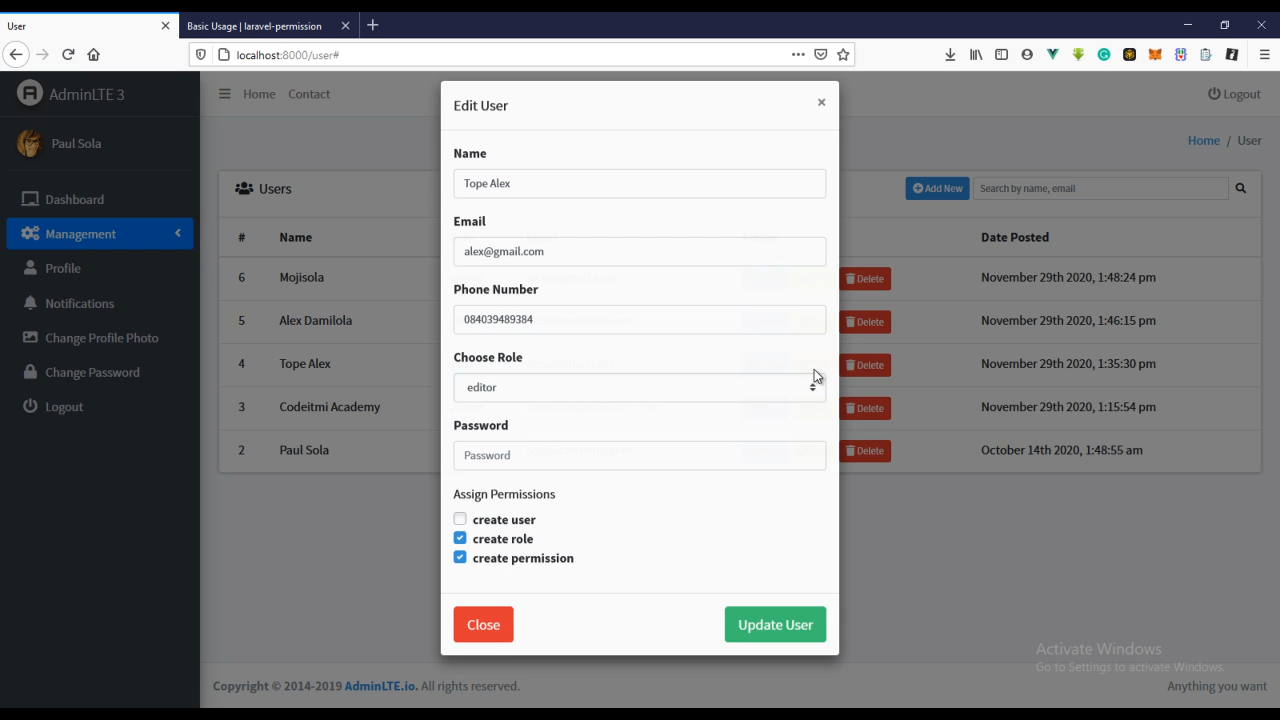 User
Basic Usage | laravel-permission
localhost:8000/user#
AdminLTE 3
Home Contact
Logout
Paul Sola
Home / User
Dashboard
Management
Profile
Notifications
Change Profile Photo
Change Password
Logout
Users
Add New
Search by name, email
# Name Date Posted
6 Mojisola Delete November 29th 2020, 1:48:24 pm
5 Alex Damilola Delete November 29th 2020, 1:46:15 pm
4 Tope Alex Delete November 29th 2020, 1:35:30 pm
3 Codeitmi Academy Delete November 29th 2020, 1:15:54 pm
2 Paul Sola Delete October 14th 2020, 1:48:55 am
Edit User
Name
Tope Alex
Email
alex@gmail.com
Phone Number
084039489384
Choose Role
editor
Password
Password
Assign Permissions
create user
create role
create permission
Close Update User
Activate Windows
Go to Settings to activate Windows.
Copyright © 2014-2019 AdminLTE.io. All rights reserved.
Anything you want